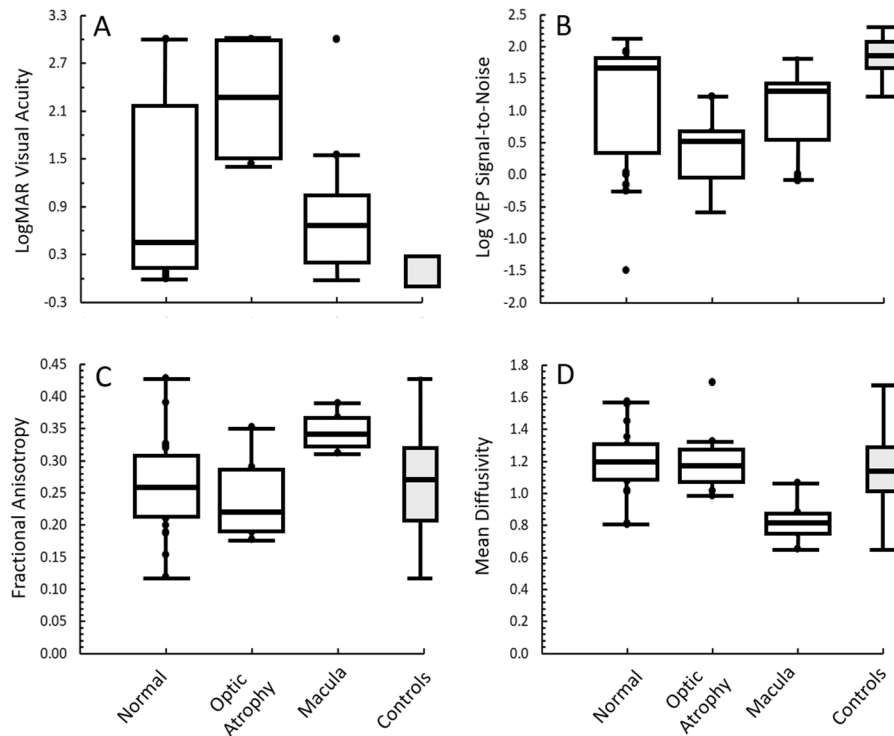 A
LogMAR Visual Acuity
3.3
2.7
2.1
1.5
0.9
0.3
-0.3
B
Log VEP Signal-to-Noise
2.5
2.0
1.5
1.0
0.5
0.0
-0.5
-1.0
-1.5
-2.0
C
Fractional Anisotropy
0.45
0.40
0.35
0.30
0.25
0.20
0.15
0.10
0.05
0.00
Normal
Optic
Atrophy
Macula
Controls
D
Mean Diffusivity
1.8
1.6
1.4
1.2
1.0
0.8
0.6
0.4
0.2
0.0
Normal
Optic
Atrophy
Macula
Controls